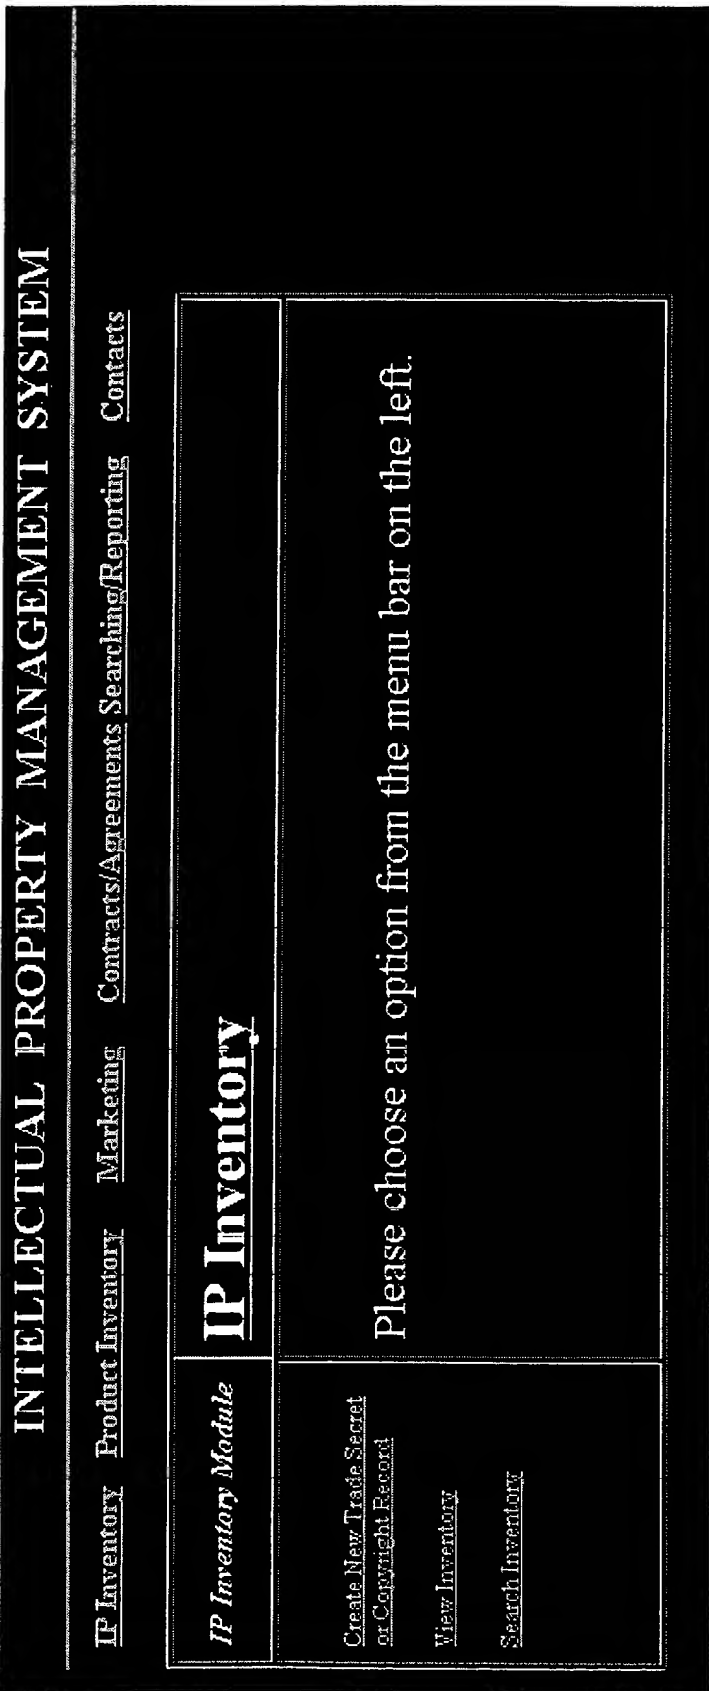 INTELLECTUAL PROPERTY MANAGEMENT SYSTEM
IP Inventory Product Inventory Marketing Contracts/Agreements Searching/Reporting Contacts
IP Inventory Module
IP Inventory
Create New Trade Secret
or Copyright Record
View Inventory
Search Inventory
Please choose an option from the menu bar on the left.